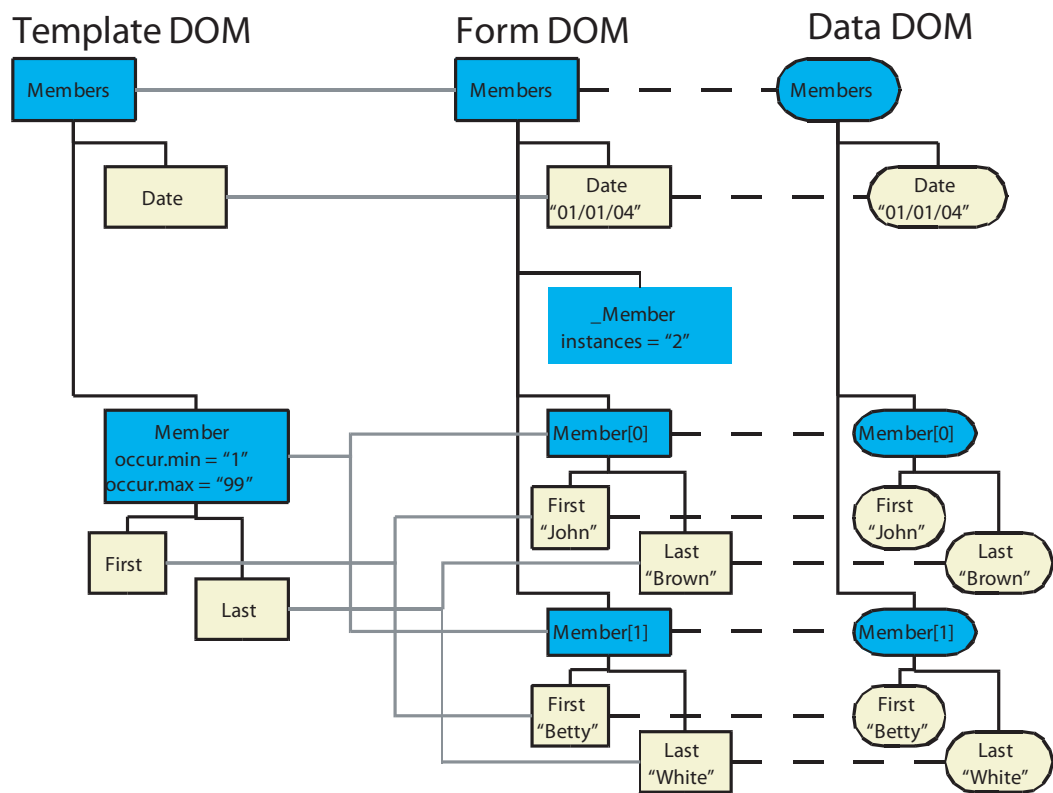 Template DOM
Form DOM
Data DOM
Members
Members
Members
Date
Date
“01/01/04”
Date
“01/01/04”
_Member
instances = “2”
Member
occur.min = “1”
occur.max = “99”
Member[0]
Member[0]
First
First
“John”
First
“John”
Last
Last
“Brown”
Last
“Brown”
Member[1]
Member[1]
First
“Betty”
First
“Betty”
Last
“White”
Last
“White”